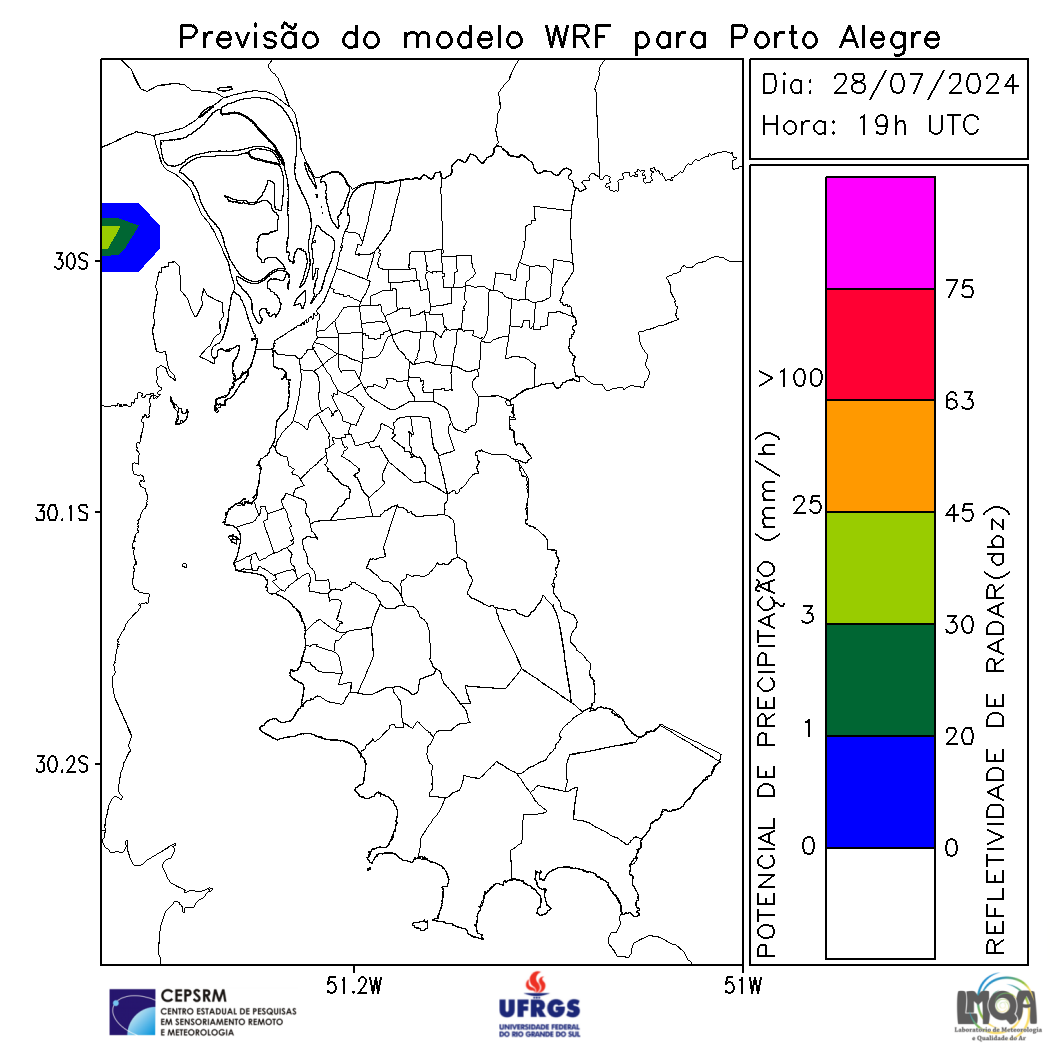 Previsão do modelo WRF para Porto Alegre
Dia: 28/07/2024
Hora: 19h UTC
30S
30.1S
30.2S
51.2W
51W
POTENCIAL DE PRECIPITAÇÃO (mm/h)
>100
25
3
1
0
75
63
45
30
20
0
REFLETIVIDADE DE RADAR(dbz)
CEPSRM
CENTRO ESTADUAL DE PESQUISAS
EM SENSORIAMENTO REMOTO
E METEOROLOGIA
UFRGS
UNIVERSIDADE FEDERAL
DO RIO GRANDE DO SUL
LMQA
Laboratório de Meteorologia
e Qualidade do Ar